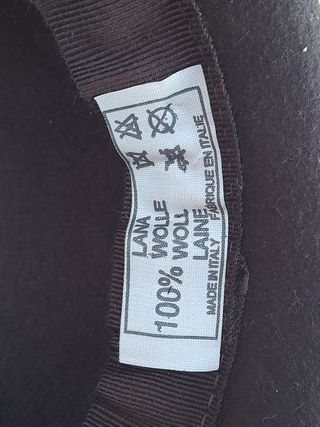 LANA
WOLLE
100% WOLL
LAINE
MADE IN ITALY FABRIQUE EN ITALIE